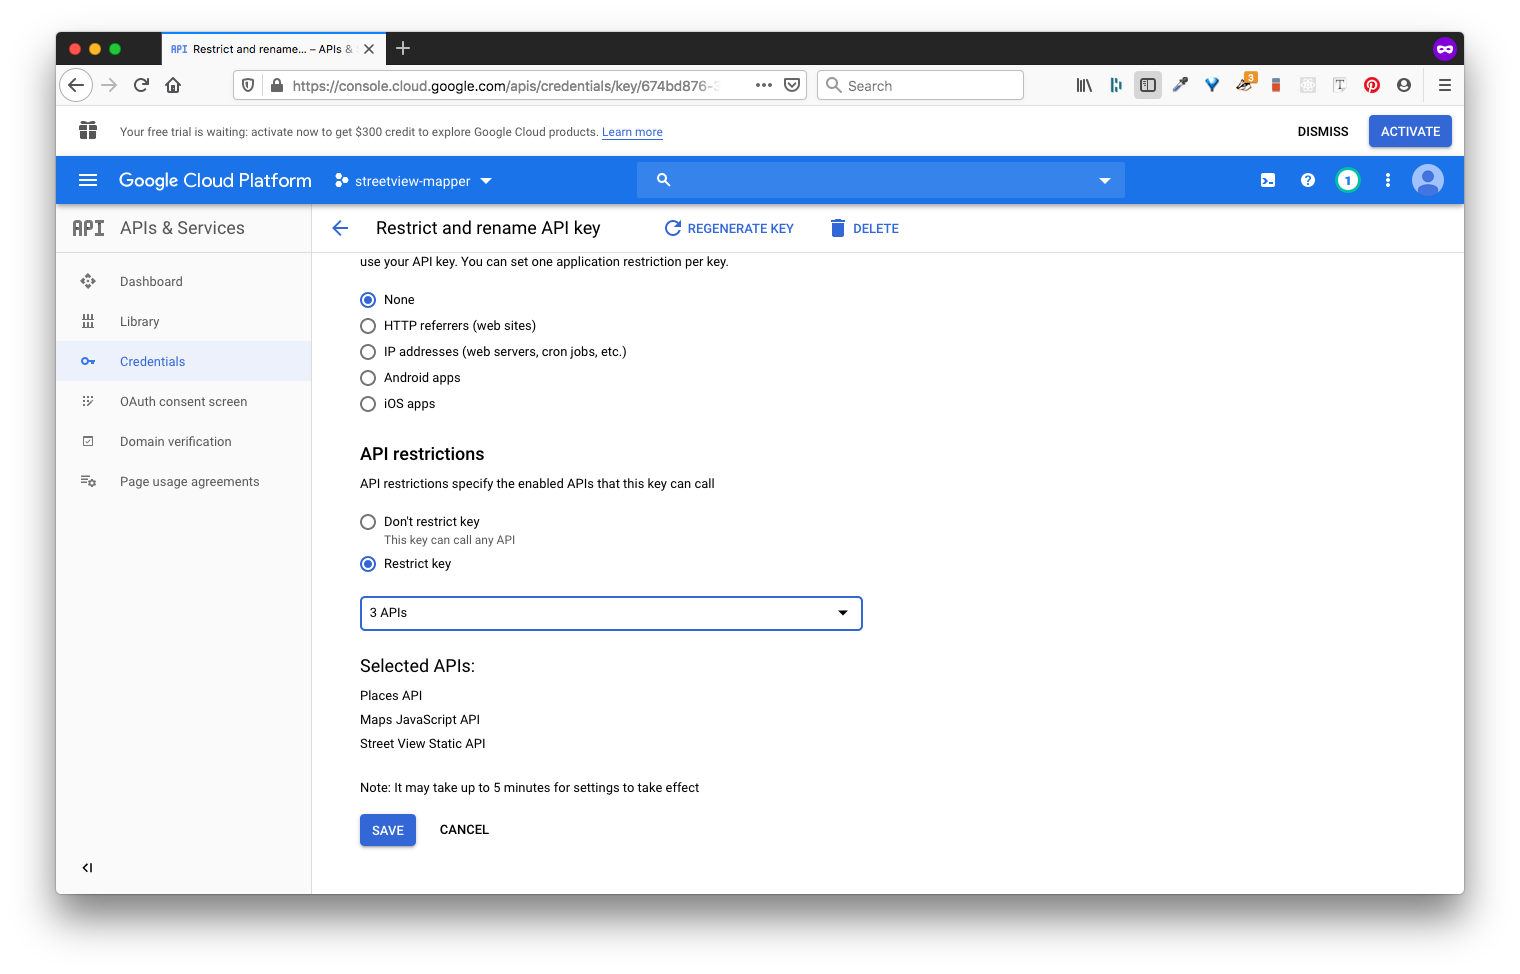 API Restrict and rename... – APIs &
https://console.cloud.google.com/apis/credentials/key/674bd876-
Search
3
Your free trial is waiting: activate now to get $300 credit to explore Google Cloud products. Learn more
DISMISS
ACTIVATE
Google Cloud Platform
streetview-mapper
1
API APIs & Services
Restrict and rename API key
REGENERATE KEY
DELETE
Dashboard
Library
Credentials
OAuth consent screen
Domain verification
Page usage agreements
use your API key. You can set one application restriction per key.
None
HTTP referrers (web sites)
IP addresses (web servers, cron jobs, etc.)
Android apps
iOS apps
API restrictions
API restrictions specify the enabled APIs that this key can call
Don't restrict key
This key can call any API
Restrict key
3 APIs
Selected APIs:
Places API
Maps JavaScript API
Street View Static API
Note: It may take up to 5 minutes for settings to take effect
SAVE
CANCEL